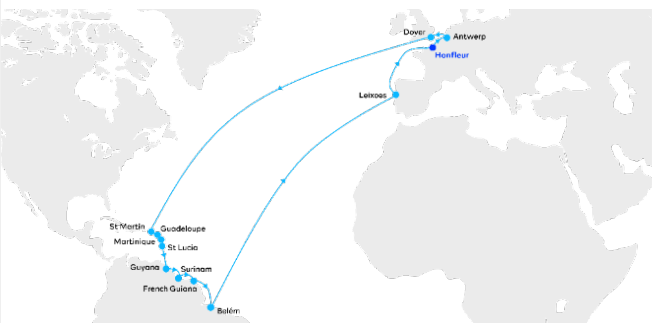 Dover
Antwerp
Honfleur
Leixoes
St Martin
Guadeloupe
Martinique
St Lucia
Guyana
Surinam
French Guiana
Belém